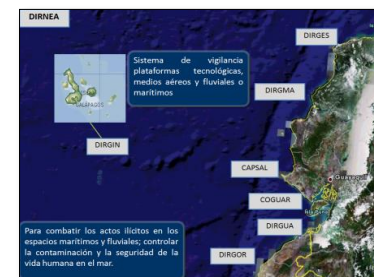 DIRNEA
DIRGES
Sistema de vigilancia
plataformas tecnológicas,
medios aéreos y fluviales o
marítimos
DIRGMA
GALÁPAGOS
DIRGIN
CAPSAL
Guayaquil
COGUAR
DIRGUA
Para combatir los actos ilícitos en los
espacios marítimos y fluviales; controlar
la contaminación y la seguridad de la
vida humana en el mar.
DIRGOR